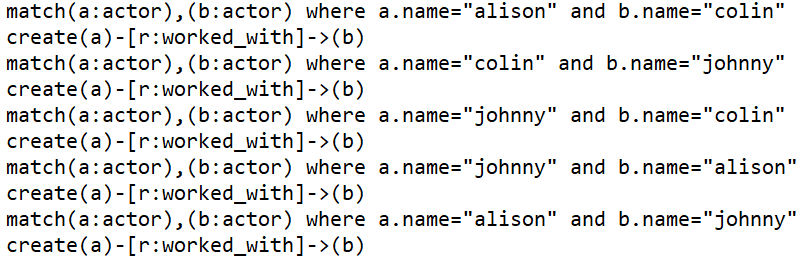 match(a:actor),(b:actor) where a.name="alison" and b.name="colin"
create(a)-[r:worked_with]->(b)
match(a:actor),(b:actor) where a.name="colin" and b.name="johnny"
create(a)-[r:worked_with]->(b)
match(a:actor),(b:actor) where a.name="johnny" and b.name="colin"
create(a)-[r:worked_with]->(b)
match(a:actor),(b:actor) where a.name="johnny" and b.name="alison"
create(a)-[r:worked_with]->(b)
match(a:actor),(b:actor) where a.name="alison" and b.name="johnny"
create(a)-[r:worked_with]->(b)